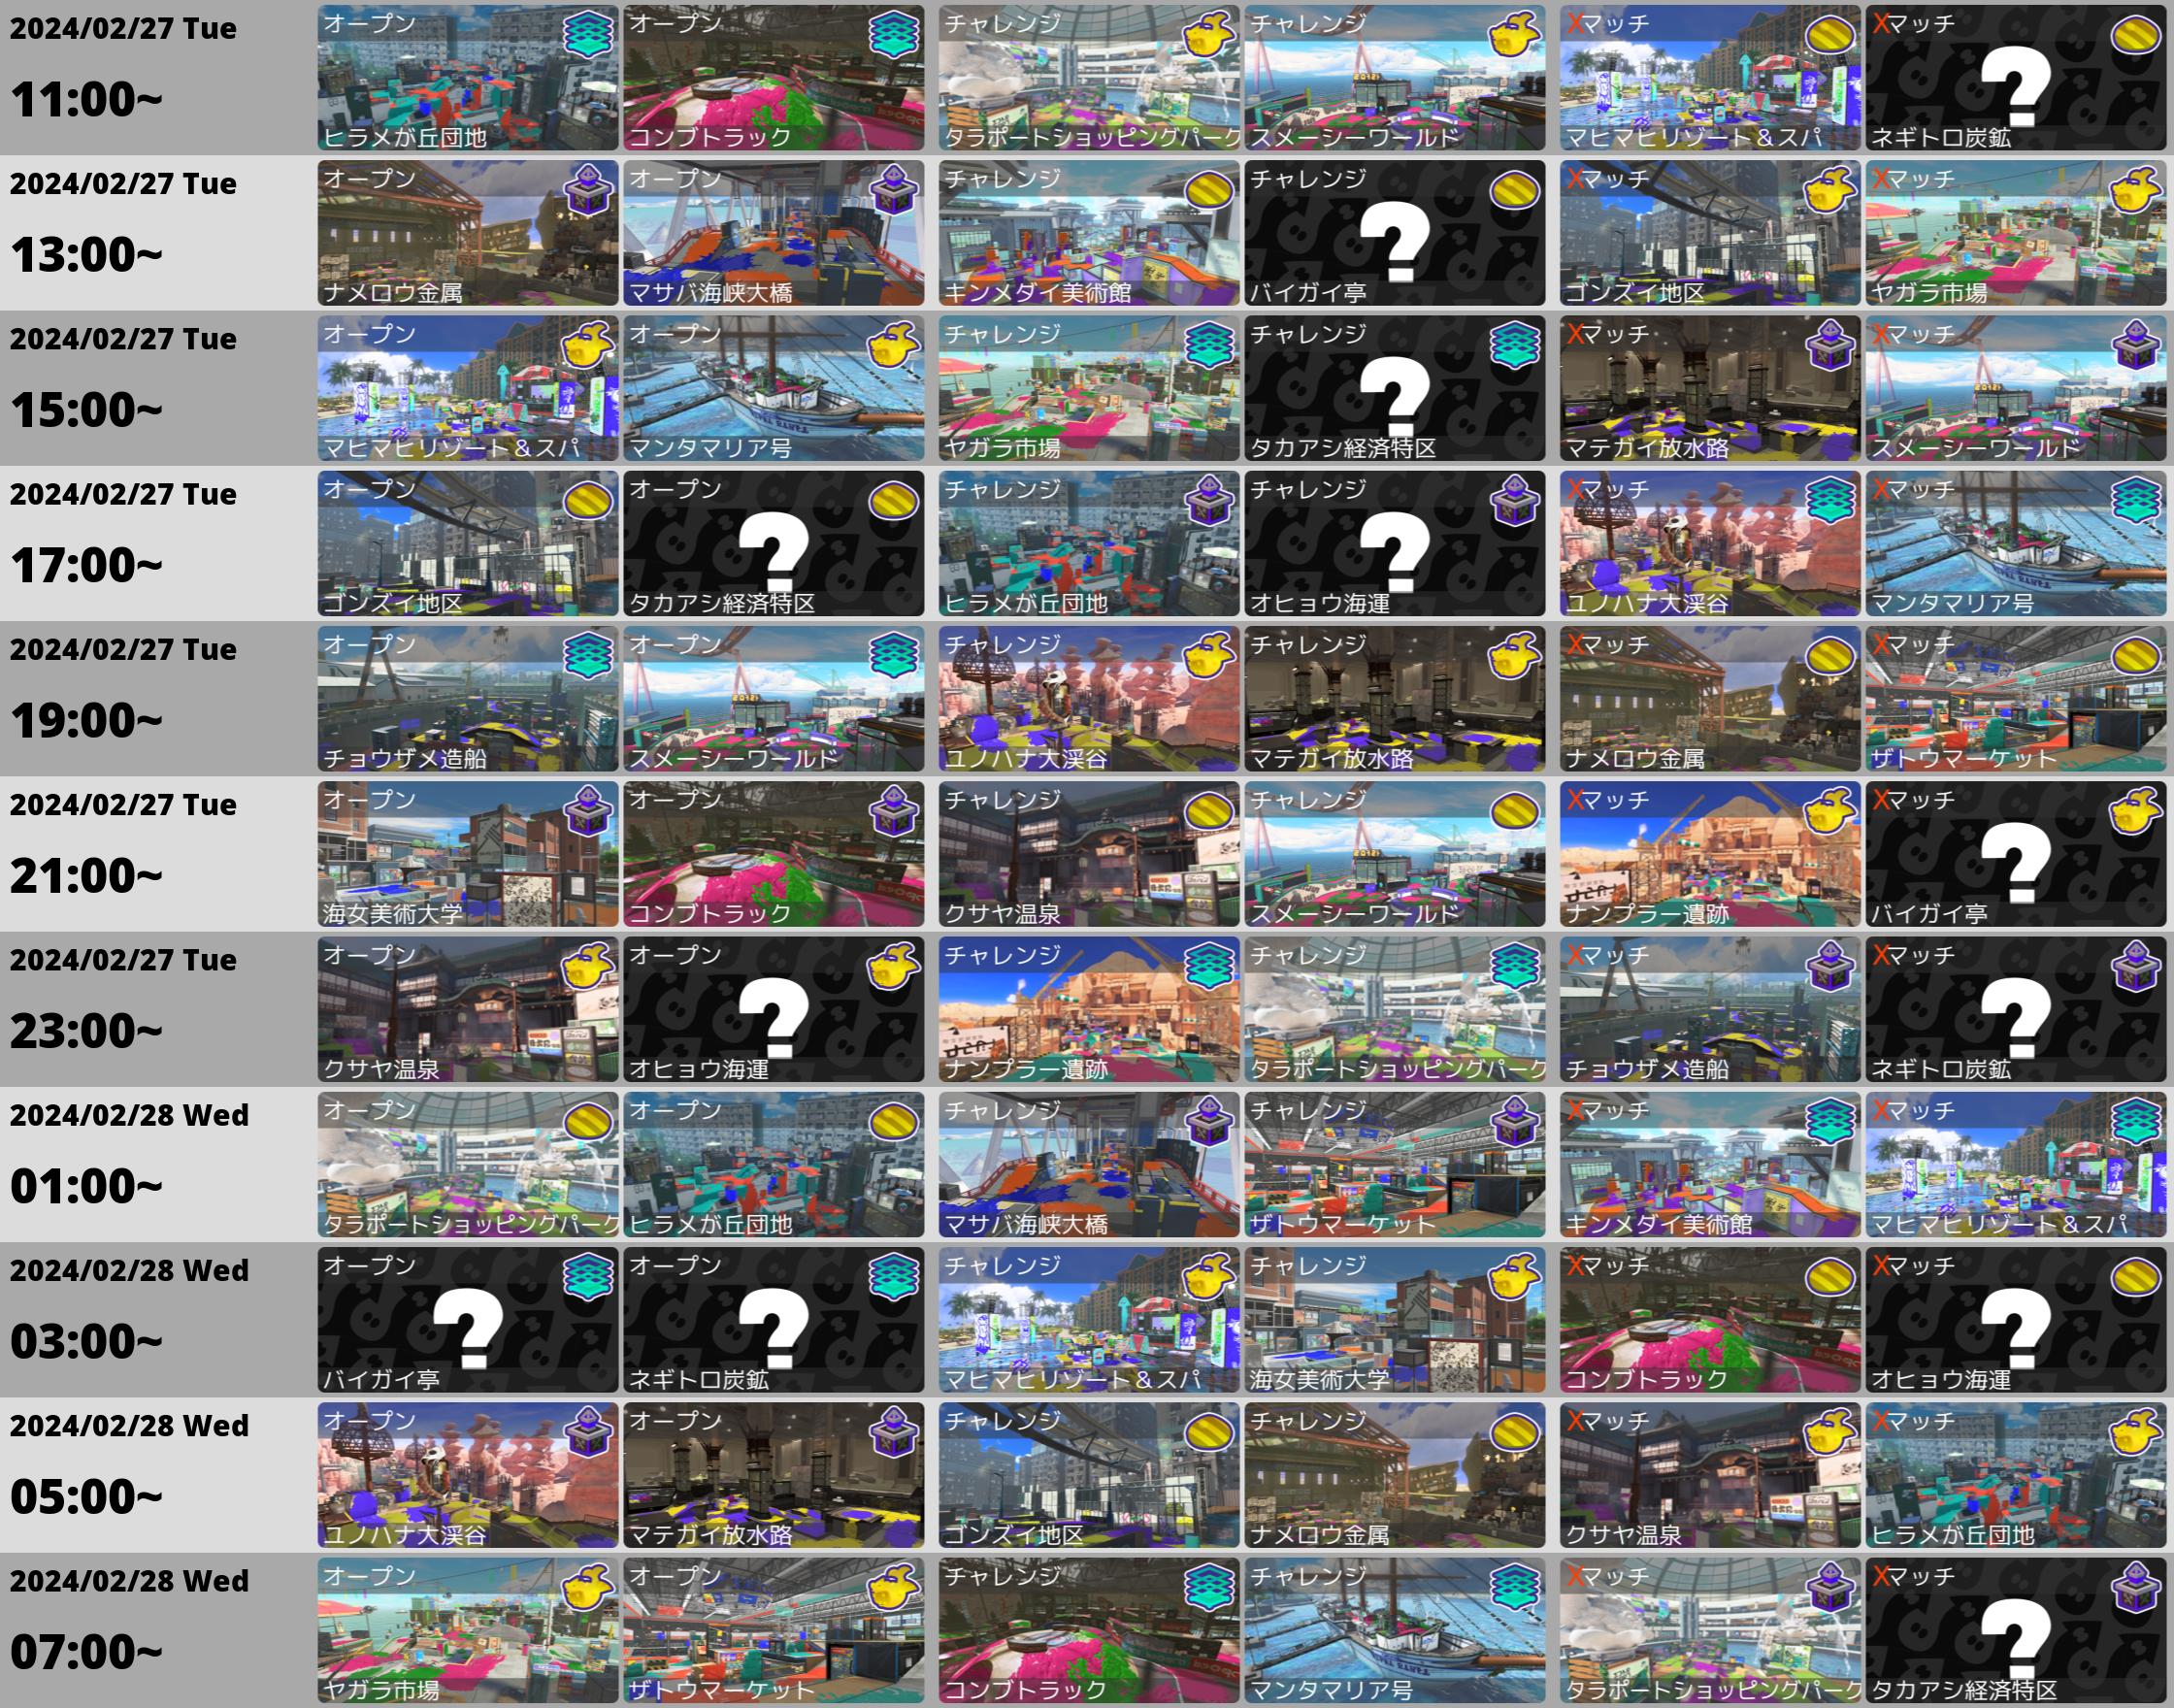 2024/02/27 Tue
11:00~
オープン
ヒラメが丘団地
オープン
コンブトラック
チャレンジ
タラポートショッピングパーク
チャレンジ
スメーシーワールド
Xマッチ
マヒマヒリゾート＆スパ
Xマッチ
?
ネギトロ炭鉱
2024/02/27 Tue
13:00~
オープン
ナメロウ金属
オープン
マサバ海峡大橋
チャレンジ
キンメダイ美術館
チャレンジ
?
バイガイ亭
Xマッチ
ゴンズイ地区
Xマッチ
ヤガラ市場
2024/02/27 Tue
15:00~
オープン
マヒマヒリゾート＆スパ
オープン
マンタマリア号
チャレンジ
ヤガラ市場
チャレンジ
?
タカアシ経済特区
Xマッチ
マテガイ放水路
Xマッチ
スメーシーワールド
2024/02/27 Tue
17:00~
オープン
ゴンズイ地区
オープン
?
タカアシ経済特区
チャレンジ
ヒラメが丘団地
チャレンジ
?
オヒョウ海運
Xマッチ
ユノハナ大渓谷
Xマッチ
マンタマリア号
2024/02/27 Tue
19:00~
オープン
チョウザメ造船
オープン
スメーシーワールド
チャレンジ
ユノハナ大渓谷
チャレンジ
マテガイ放水路
Xマッチ
ナメロウ金属
Xマッチ
ザトウマーケット
2024/02/27 Tue
21:00~
オープン
海女美術大学
オープン
コンブトラック
チャレンジ
クサヤ温泉
チャレンジ
スメーシーワールド
Xマッチ
ナンプラー遺跡
Xマッチ
?
バイガイ亭
2024/02/27 Tue
23:00~
オープン
クサヤ温泉
オープン
?
オヒョウ海運
チャレンジ
ナンプラー遺跡
チャレンジ
タラポートショッピングパーク
Xマッチ
チョウザメ造船
Xマッチ
?
ネギトロ炭鉱
2024/02/28 Wed
01:00~
オープン
タラポートショッピングパーク
オープン
ヒラメが丘団地
チャレンジ
マサバ海峡大橋
チャレンジ
ザトウマーケット
Xマッチ
キンメダイ美術館
Xマッチ
マヒマヒリゾート＆スパ
2024/02/28 Wed
03:00~
オープン
?
バイガイ亭
オープン
?
ネギトロ炭鉱
チャレンジ
マヒマヒリゾート＆スパ
チャレンジ
海女美術大学
Xマッチ
コンブトラック
Xマッチ
?
オヒョウ海運
2024/02/28 Wed
05:00~
オープン
ユノハナ大渓谷
オープン
マテガイ放水路
チャレンジ
ゴンズイ地区
チャレンジ
ナメロウ金属
Xマッチ
クサヤ温泉
Xマッチ
ヒラメが丘団地
2024/02/28 Wed
07:00~
オープン
ヤガラ市場
オープン
ザトウマーケット
チャレンジ
コンブトラック
チャレンジ
マンタマリア号
Xマッチ
タラポートショッピングパーク
Xマッチ
?
タカアシ経済特区